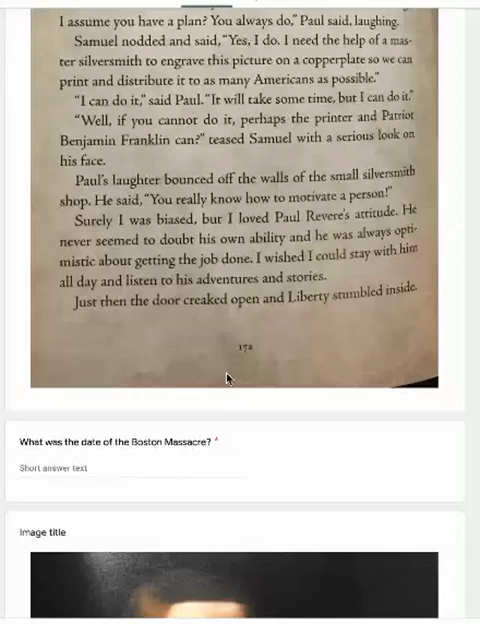 I assume you have a plan? You always do," Paul said, laughing.
Samuel nodded and said, "Yes, I do. I need the help of a mas-
ter silversmith to engrave this picture on a copperplate so we can
print and distribute it to as many Americans as possible."
"I can do it," said Paul. "It will take some time, but I can do it."
"Well, if you cannot do it, perhaps the printer and Patriot
Benjamin Franklin can?" teased Samuel with a serious look on
his face.
Paul's laughter bounced off the walls of the small silversmith
shop. He said, "You really know how to motivate a person!"
Surely I was biased, but I loved Paul Revere's attitude. He
never seemed to doubt his own ability and he was always opti-
mistic about getting the job done. I wished I could stay with him
all day and listen to his adventures and stories.
Just then the door creaked open and Liberty stumbled inside.
172
What was the date of the Boston Massacre? *
Short answer text
Image title